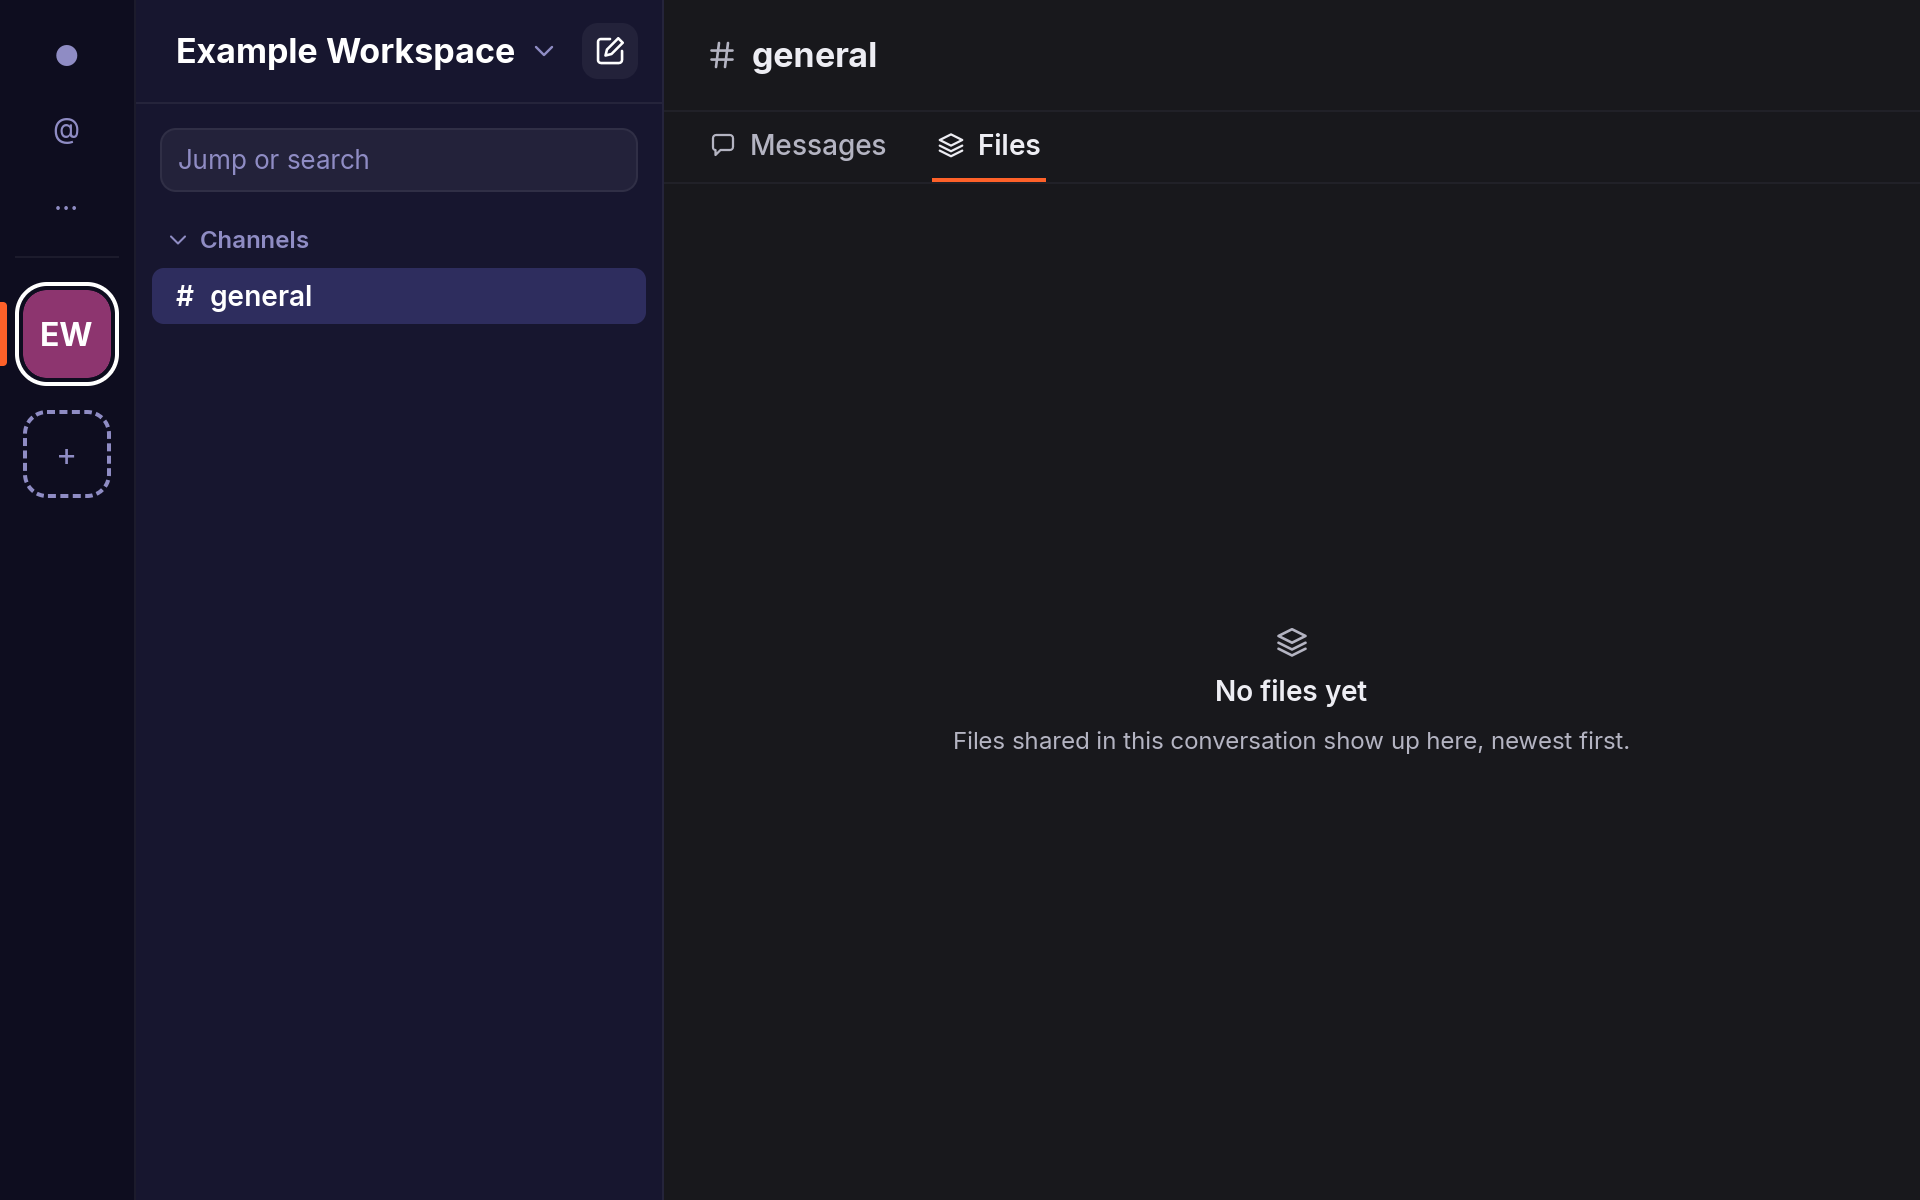 @
...
EW
+
Example Workspace
Jump or search
Channels
# general
# general
Messages
Files
No files yet
Files shared in this conversation show up here, newest first.